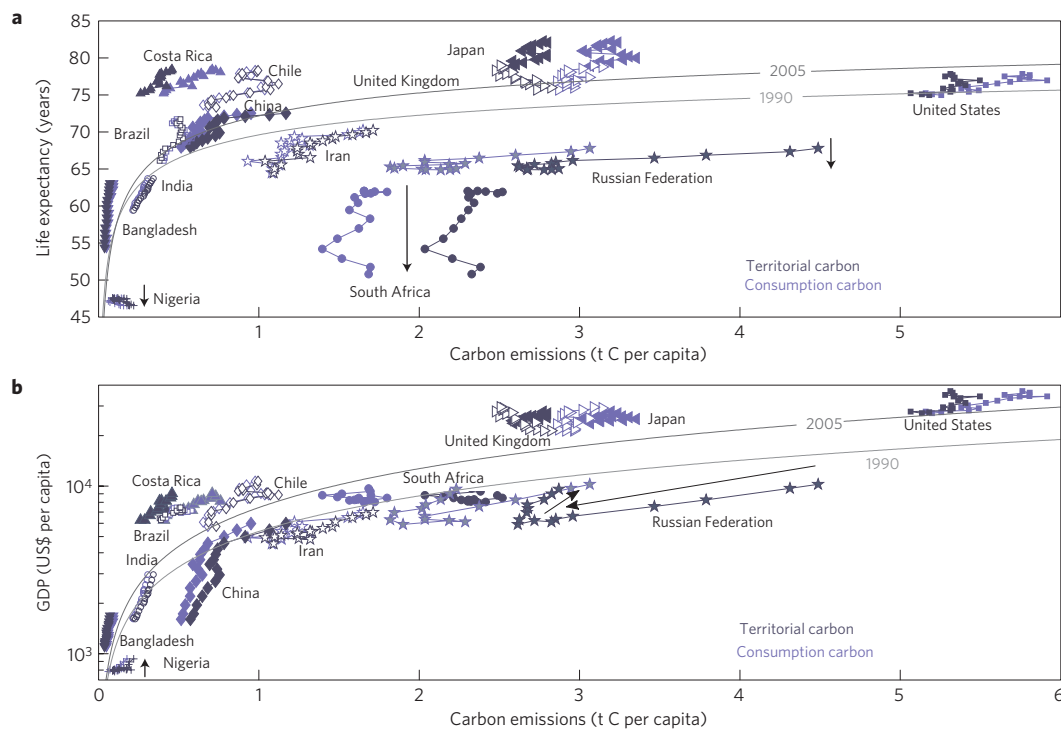 a
85
80
75
70
65
60
55
50
45
Life expectancy (years)
Costa Rica
Chile
China
Brazil
India
Bangladesh
Nigeria
Iran
Japan
United Kingdom
2005
1990
United States
Russian Federation
South Africa
Territorial carbon
Consumption carbon
1
2
3
4
5
Carbon emissions (t C per capita)
b
10⁴
10³
GDP (US$ per capita)
United Kingdom
Japan
2005
United States
1990
Costa Rica
Chile
South Africa
Brazil
Iran
Russian Federation
India
China
Bangladesh
Nigeria
Territorial carbon
Consumption carbon
0
1
2
3
4
5
6
Carbon emissions (t C per capita)